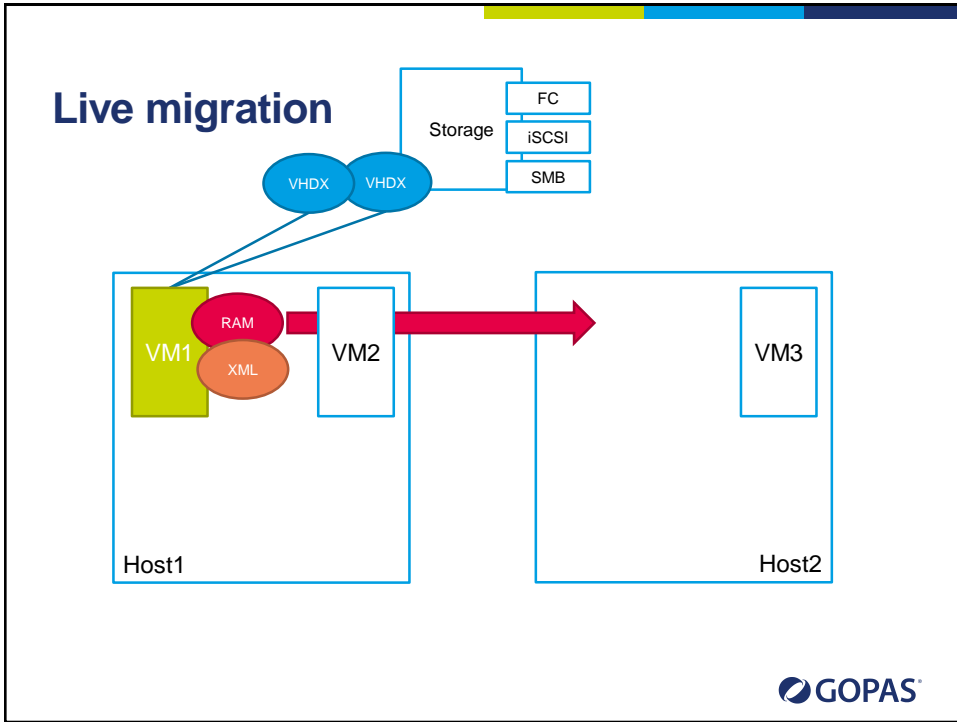 Live migration
Storage
FC
iSCSI
SMB
VHDX
VHDX
VM1
RAM
XML
VM2
VM3
Host1
Host2
GOPAS